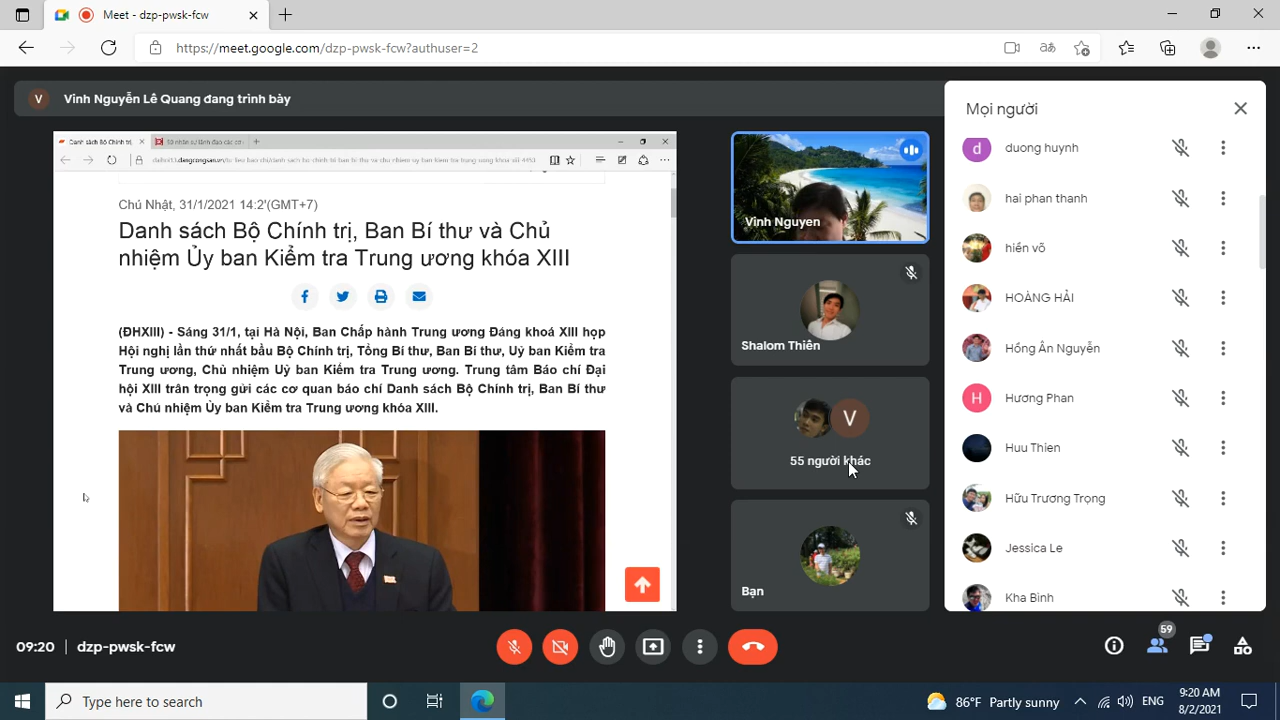 Meet - dzp-pwsk-fcw
https://meet.google.com/dzp-pwsk-fcw?authuser=2
Vinh Nguyễn Lê Quang đang trình bày
Danh sách Bộ Chính trị,
Chủ Nhật, 31/1/2021 14:2'(GMT+7)
Danh sách Bộ Chính trị, Ban Bí thư và Chủ
nhiệm Ủy ban Kiểm tra Trung ương khóa XIII
(ĐHXIII) - Sáng 31/1, tại Hà Nội, Ban Chấp hành Trung ương Đảng khoá XIII họp
Hội nghị lần thứ nhất bầu Bộ Chính trị, Tổng Bí thư, Ban Bí thư, Uỷ ban Kiểm tra
Trung ương, Chủ nhiệm Uỷ ban Kiểm tra Trung ương. Trung tâm Báo chí Đại
hội XIII trân trọng gửi các cơ quan báo chí Danh sách Bộ Chính trị, Ban Bí thư
và Chủ nhiệm Ủy ban Kiểm tra Trung ương khóa XIII.
Vinh Nguyen
Shalom Thiên
V
55 người khác
Bạn
Mọi người
duong huynh
hai phan thanh
hiền võ
HOÀNG HẢI
Hồng Ân Nguyễn
H Hương Phan
Huu Thien
Hữu Trương Trọng
Jessica Le
Kha Bình
09:20 | dzp-pwsk-fcw
59
Type here to search
86°F Partly sunny
ENG
9:20 AM
8/2/2021